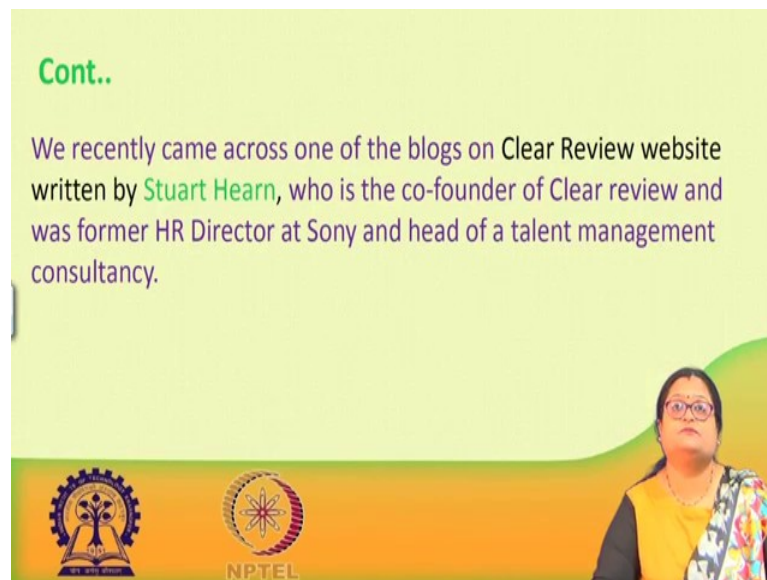 Cont..
We recently came across one of the blogs on Clear Review website
written by Stuart Hearn, who is the co-founder of Clear review and
was former HR Director at Sony and head of a talent management
consultancy.
NPTEL